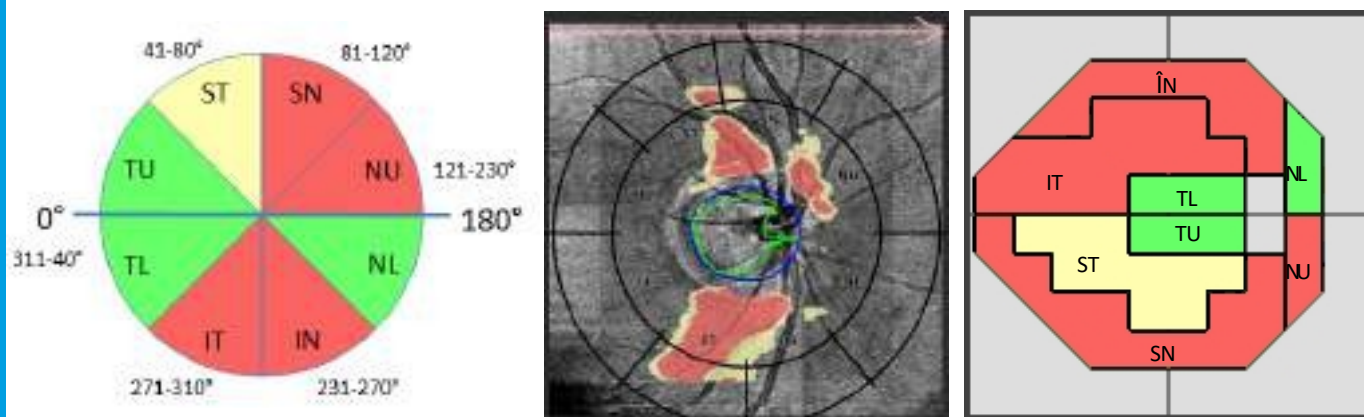 41-80°
81-120°
ST
SN
TU
NU
121-230°
0°
180°
311-40°
TL
NL
IT
IN
271-310°
231-270°
ÎN
IT
NL
TL
TU
ST
NU
SN